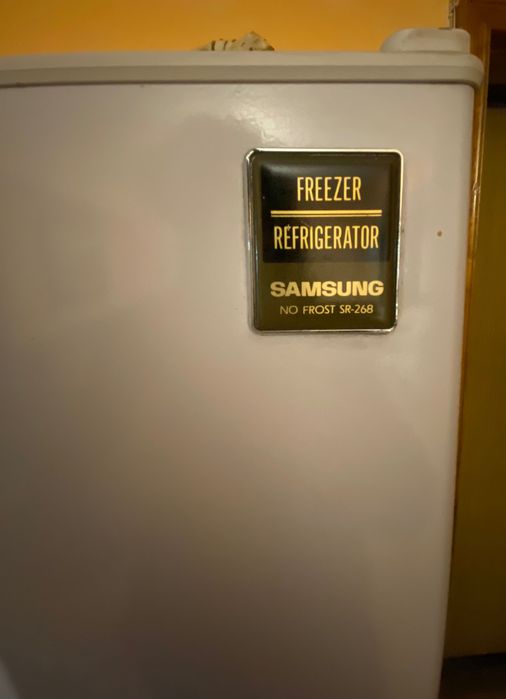 FREEZER
REFRIGERATOR
SAMSUNG
NO FROST SR-268